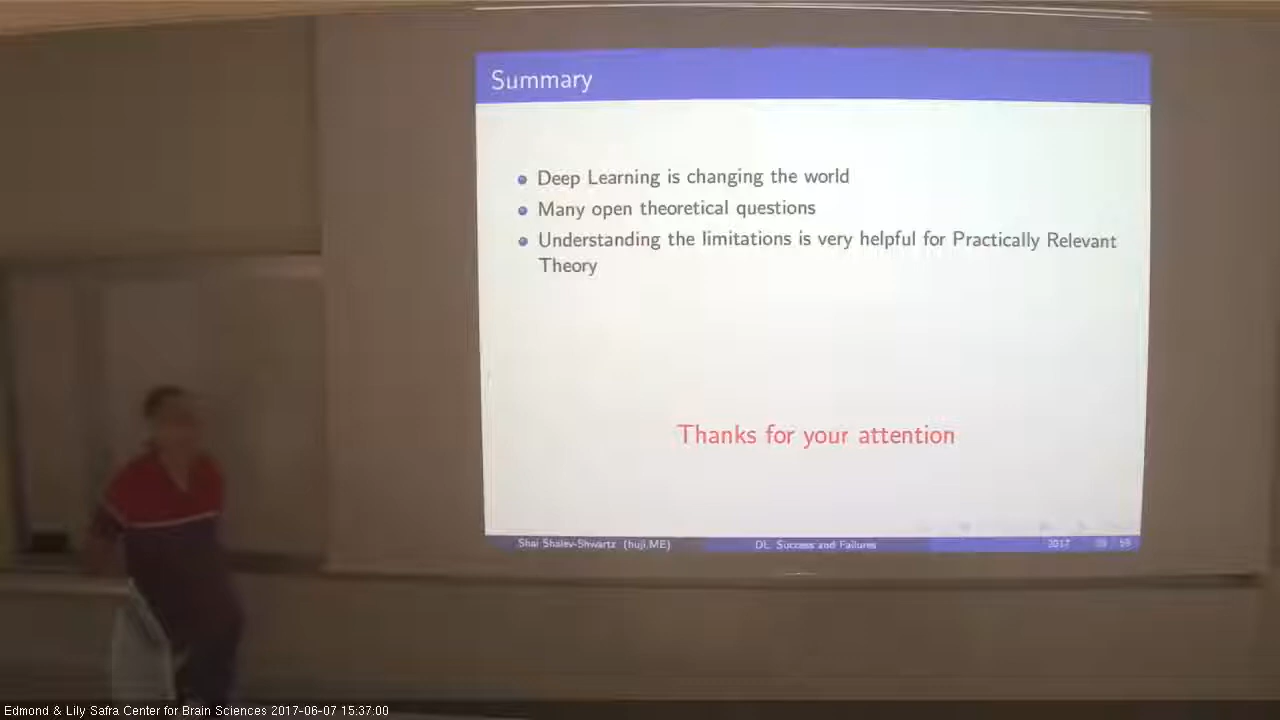 Summary
Deep Learning is changing the world
Many open theoretical questions
Understanding the limitations is very helpful for Practically Relevant
Theory
Thanks for your attention
Shai Shalev-Shwartz (huji,ME) DL: Success and Failures 2017
Edmond & Lily Safra Center for Brain Sciences 2017-06-07 15:37:00